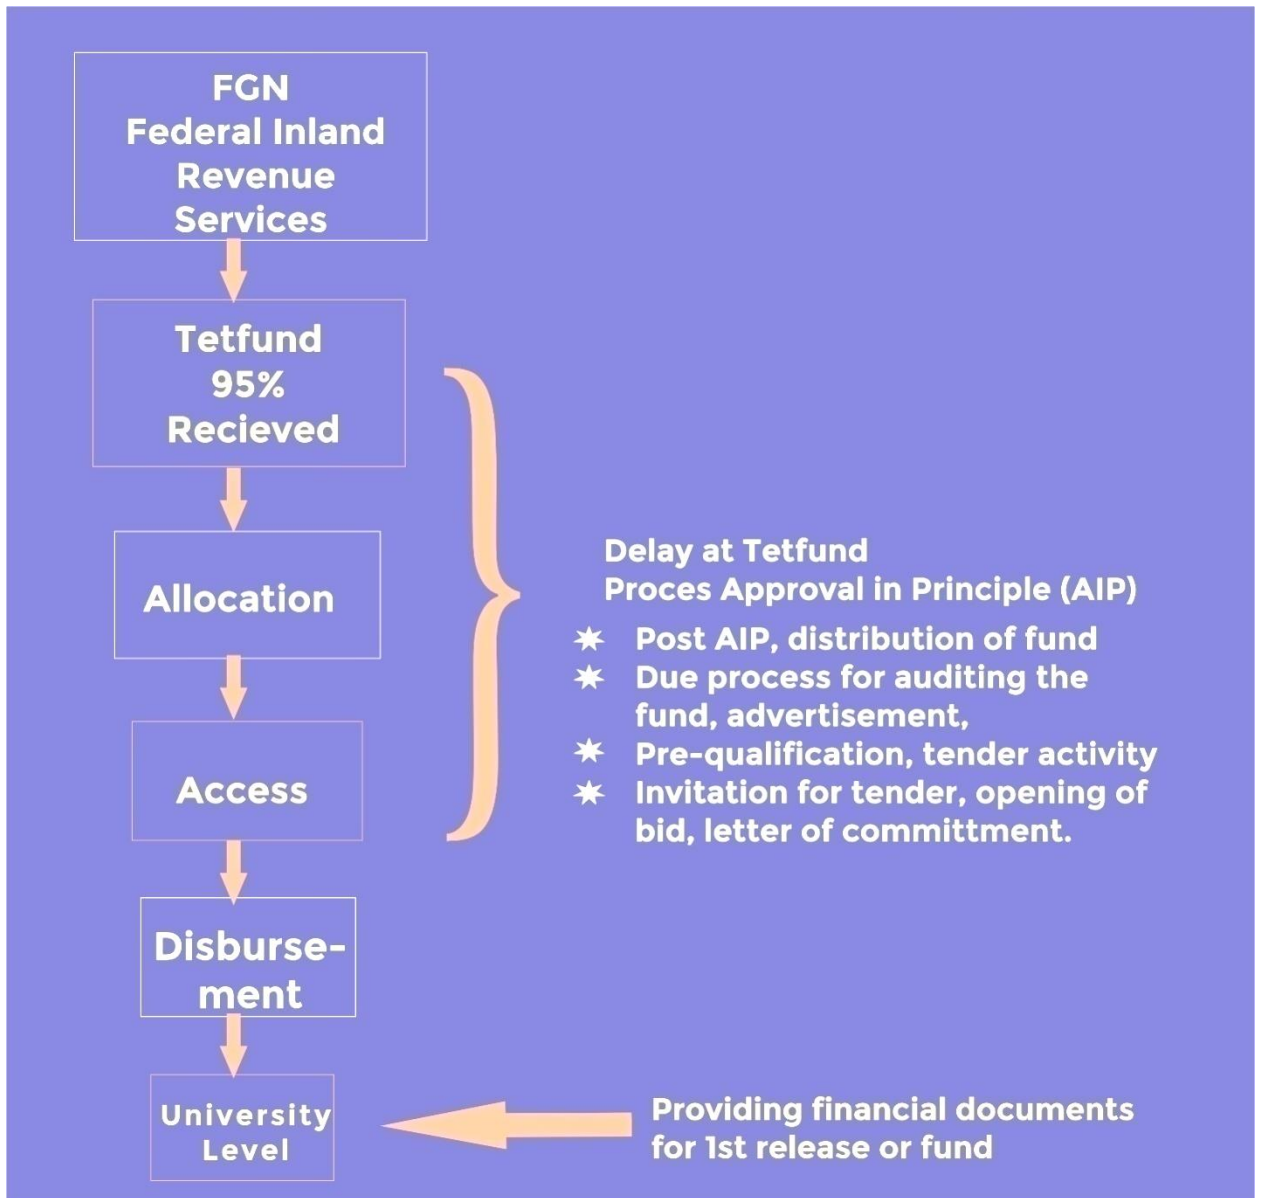 FGN
Federal Inland
Revenue
Services
Tetfund
95%
Recieved
Allocation
Access
Delay at Tetfund
Proces Approval in Principle (AIP)
Post AIP, distribution of fund
Due process for auditing the
fund, advertisement,
Pre-qualification, tender activity
Invitation for tender, opening of
bid, letter of committment.
Disburse-
ment
University
Level
Providing financial documents
for 1st release or fund